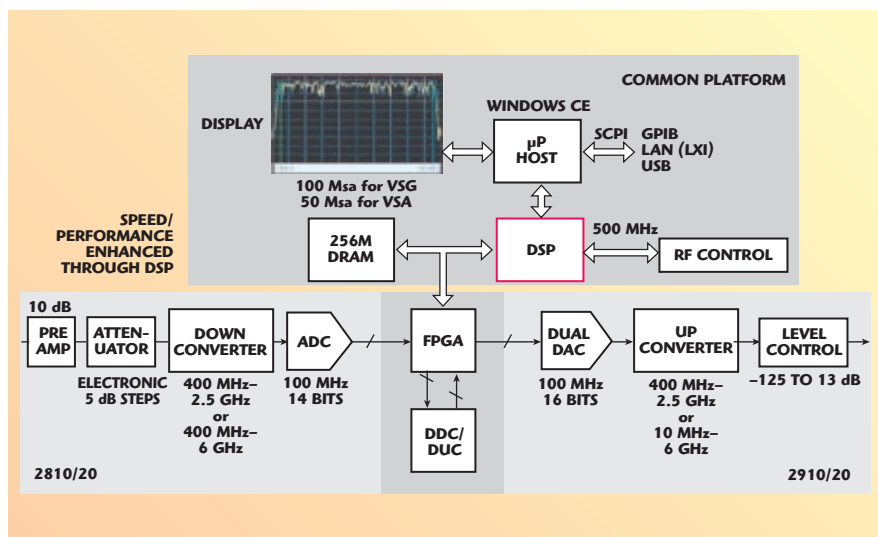 COMMON PLATFORM
WINDOWS CE
DISPLAY
µP
HOST
SCPI
GPIB
LAN (LXI)
USB
100 Msa for VSG
50 Msa for VSA
SPEED/
PERFORMANCE
ENHANCED
THROUGH DSP
256M
DRAM
DSP
500 MHz
RF CONTROL
10 dB
PRE
AMP
ATTEN-
UATOR
DOWN
CONVERTER
ADC
FPGA
DUAL
DAC
UP
CONVERTER
LEVEL
CONTROL
ELECTRONIC
5 dB STEPS
400 MHz–
2.5 GHz
or
400 MHz–
6 GHz
100 MHz
14 BITS
DDC/
DUC
100 MHz
16 BITS
400 MHz–
2.5 GHz
or
10 MHz–
6 GHz
–125 TO 13 dB
2810/20
2910/20